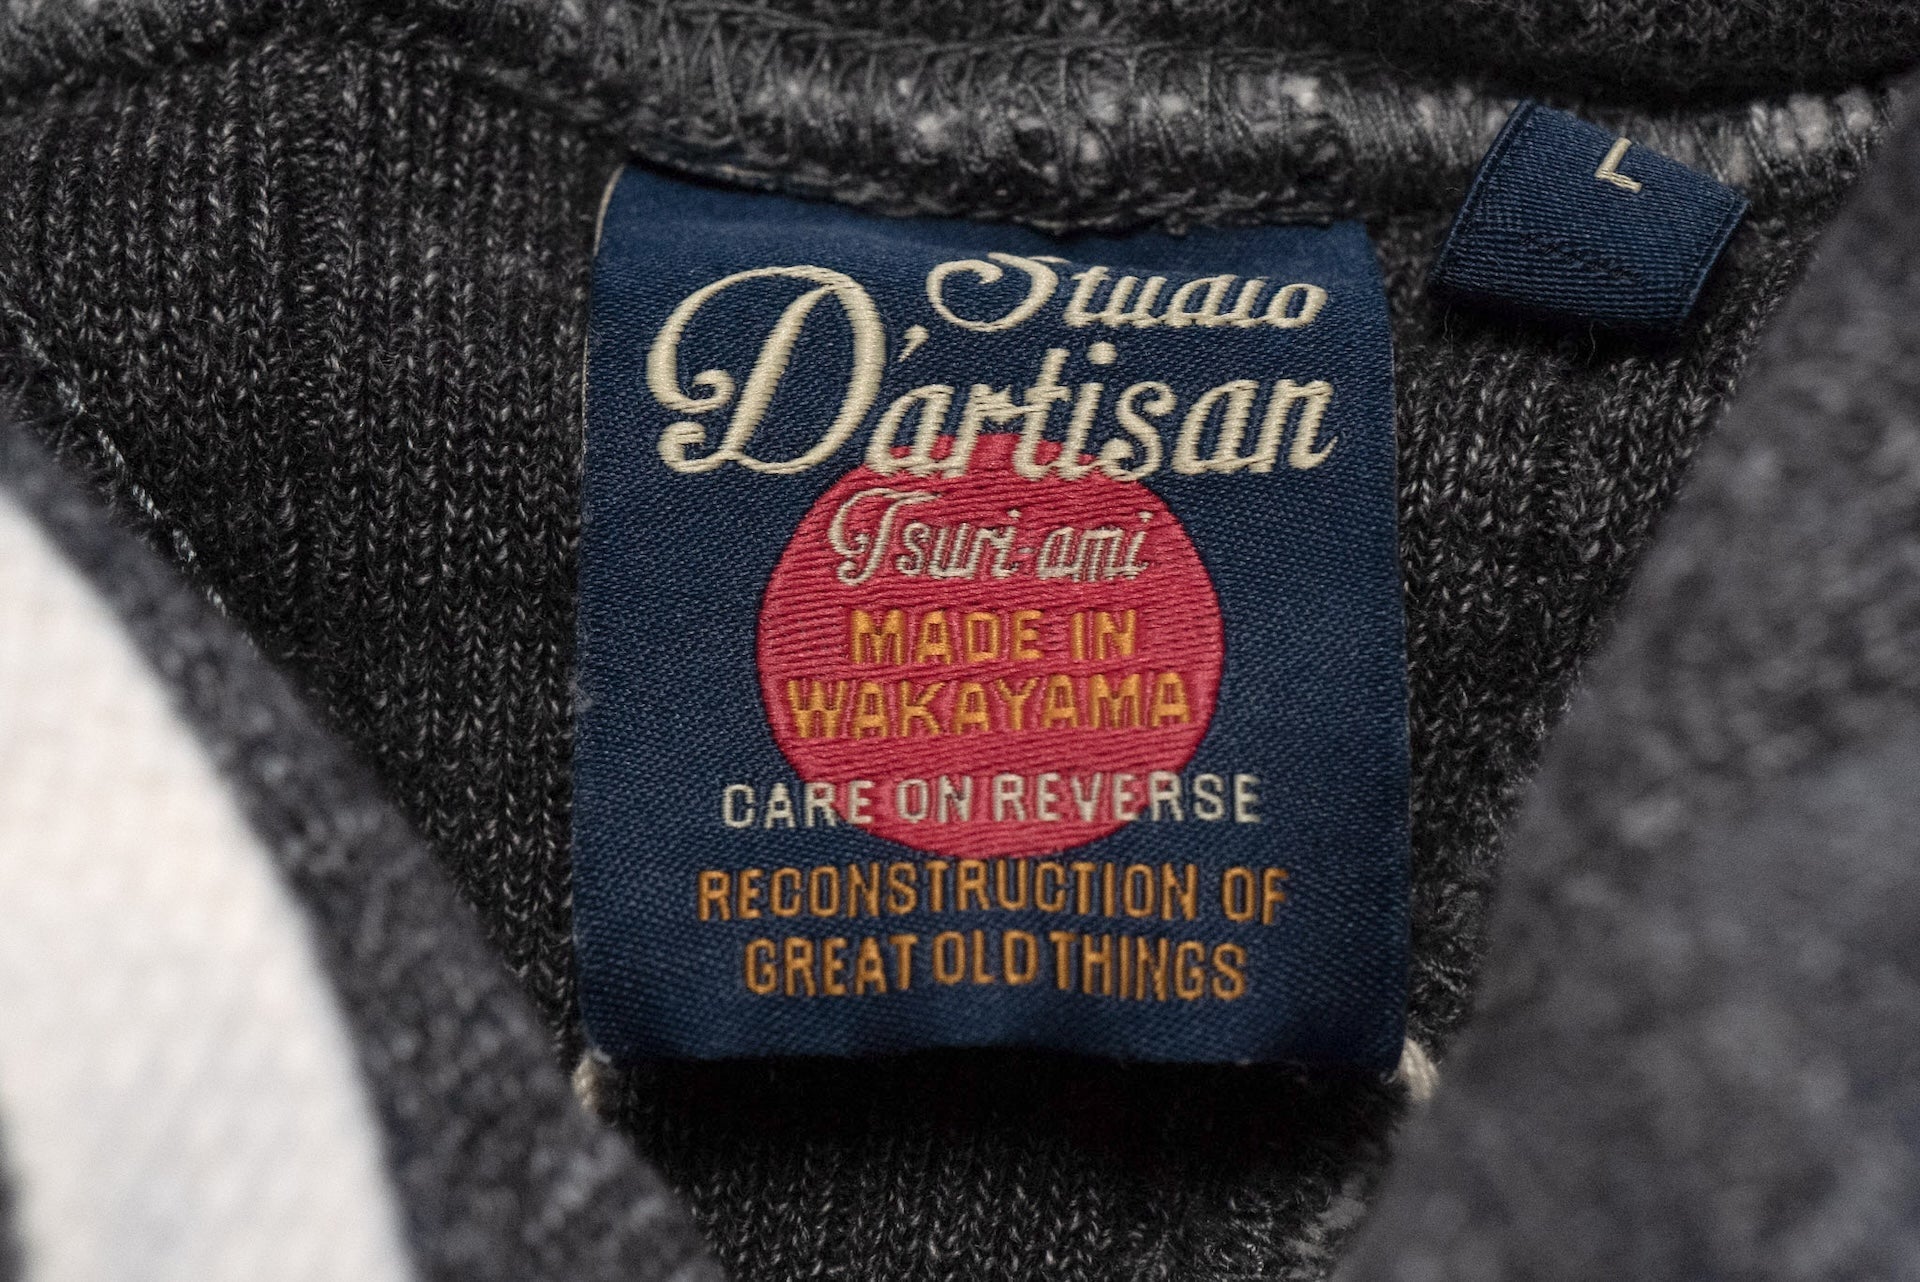 Studio
D'artisan
Tsuri-ami
MADE IN
WAKAYAMA
CARE ON REVERSE
RECONSTRUCTION OF
GREAT OLD THINGS
L